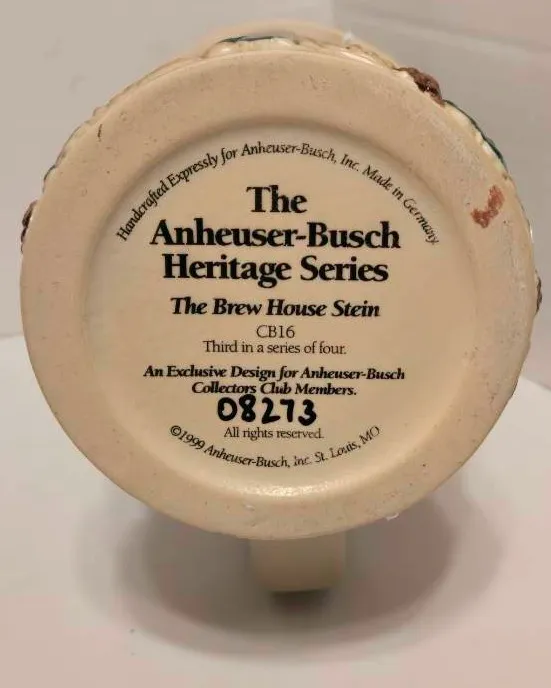 Handcrafted Expressly for Anheuser-Busch, Inc. Made in Germany
The
Anheuser-Busch
Heritage Series
The Brew House Stein
CB16
Third in a series of four.
An Exclusive Design for Anheuser-Busch
Collectors Club Members.
08273
All rights reserved.
©1999 Anheuser-Busch, Inc. St. Louis, MO